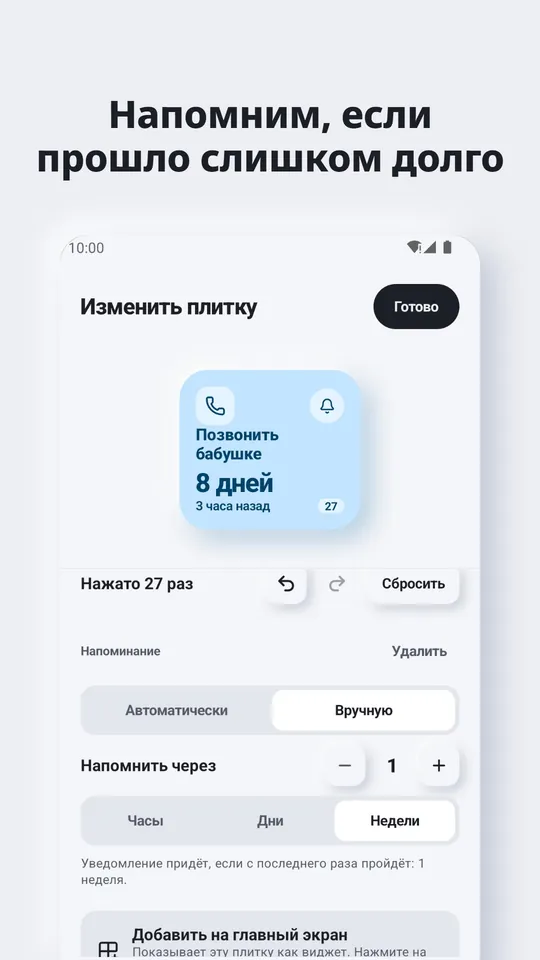 Напомним, если
прошло слишком долго
10:00
Изменить плитку
Готово
Позвонить
бабушке
8 дней
3 часа назад
27
Нажато 27 раз
Сбросить
Напоминание
Удалить
Автоматически
Вручную
Напомнить через
1
Часы
Дни
Недели
Уведомление придёт, если с последнего раза пройдёт: 1
неделя.
Добавить на главный экран
Показывает эту плитку как виджет. Нажмите на